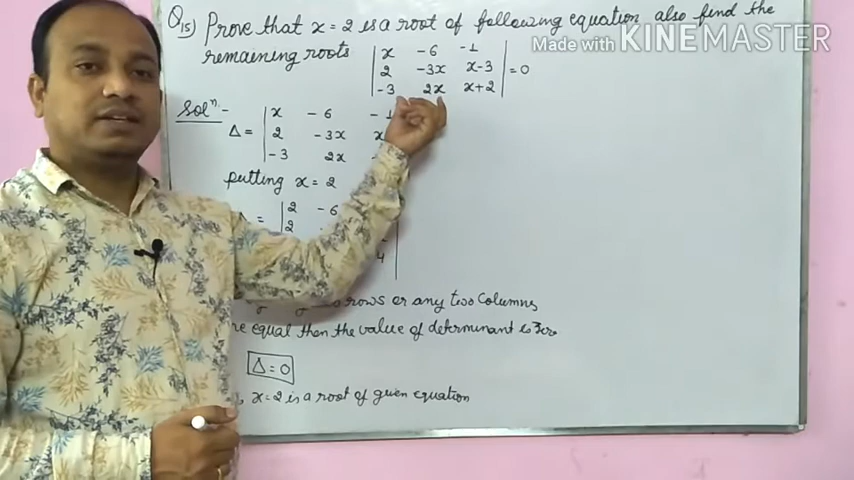 Q15) Prove that x = 2 is a root of following equation also find the
remaining roots
| x -6 -1 |
| 2 -3x x-3 | = 0
| -3 2x x+2 |
Made with KINEMASTER
Solⁿ-
Δ = | x -6 -1
| 2 -3x x
| -3 2x
putting x = 2
= | 2 -6
| 2
4 |
rows or any two columns
equal then the value of determinant is zero
Δ = 0
, x = 2 is a root of given equation